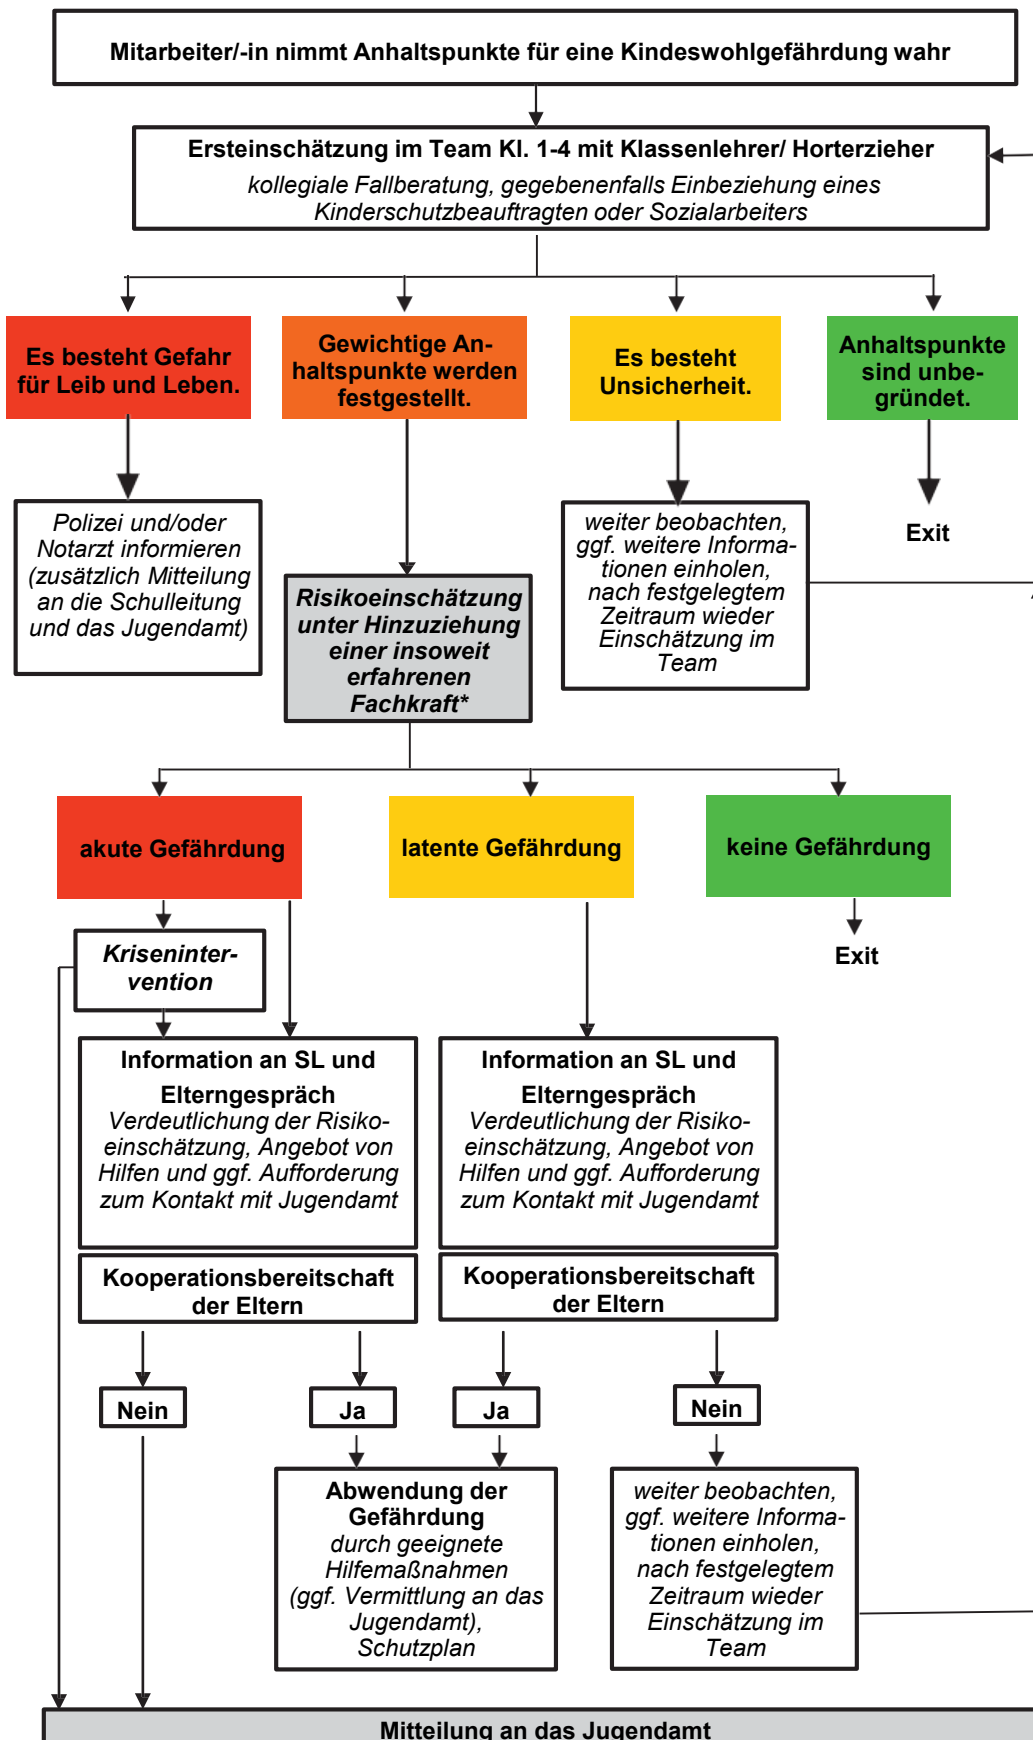 Mitarbeiter/-in nimmt Anhaltspunkte für eine Kindeswohlgefährdung wahr
Ersteinschätzung im Team Kl. 1-4 mit Klassenlehrer/ Horterzieher
kollegiale Fallberatung, gegebenenfalls Einbeziehung eines
Kinderschutzbeauftragten oder Sozialarbeiters
Es besteht Gefahr
für Leib und Leben.
Gewichtige An-
haltspunkte werden
festgestellt.
Es besteht
Unsicherheit.
Anhaltspunkte
sind unbe-
gründet.
Polizei und/oder
Notarzt informieren
(zusätzlich Mitteilung
an die Schulleitung
und das Jugendamt)
Risikoeinschätzung
unter Hinzuziehung
einer insoweit
erfahrenen
Fachkraft*
weiter beobachten,
ggf. weitere Informa-
tionen einholen,
nach festgelegtem
Zeitraum wieder
Einschätzung im
Team
Exit
akute Gefährdung
latente Gefährdung
keine Gefährdung
Kriseninter-
vention
Exit
Information an SL und
Elterngespräch
Verdeutlichung der Risiko-
einschätzung, Angebot von
Hilfen und ggf. Aufforderung
zum Kontakt mit Jugendamt
Information an SL und
Elterngespräch
Verdeutlichung der Risiko-
einschätzung, Angebot von
Hilfen und ggf. Aufforderung
zum Kontakt mit Jugendamt
Kooperationsbereitschaft
der Eltern
Kooperationsbereitschaft
der Eltern
Nein
Ja
Ja
Nein
Abwendung der
Gefährdung
durch geeignete
Hilfemaßnahmen
(ggf. Vermittlung an das
Jugendamt),
Schutzplan
weiter beobachten,
ggf. weitere Informa-
tionen einholen,
nach festgelegtem
Zeitraum wieder
Einschätzung im
Team
Mitteilung an das Jugendamt